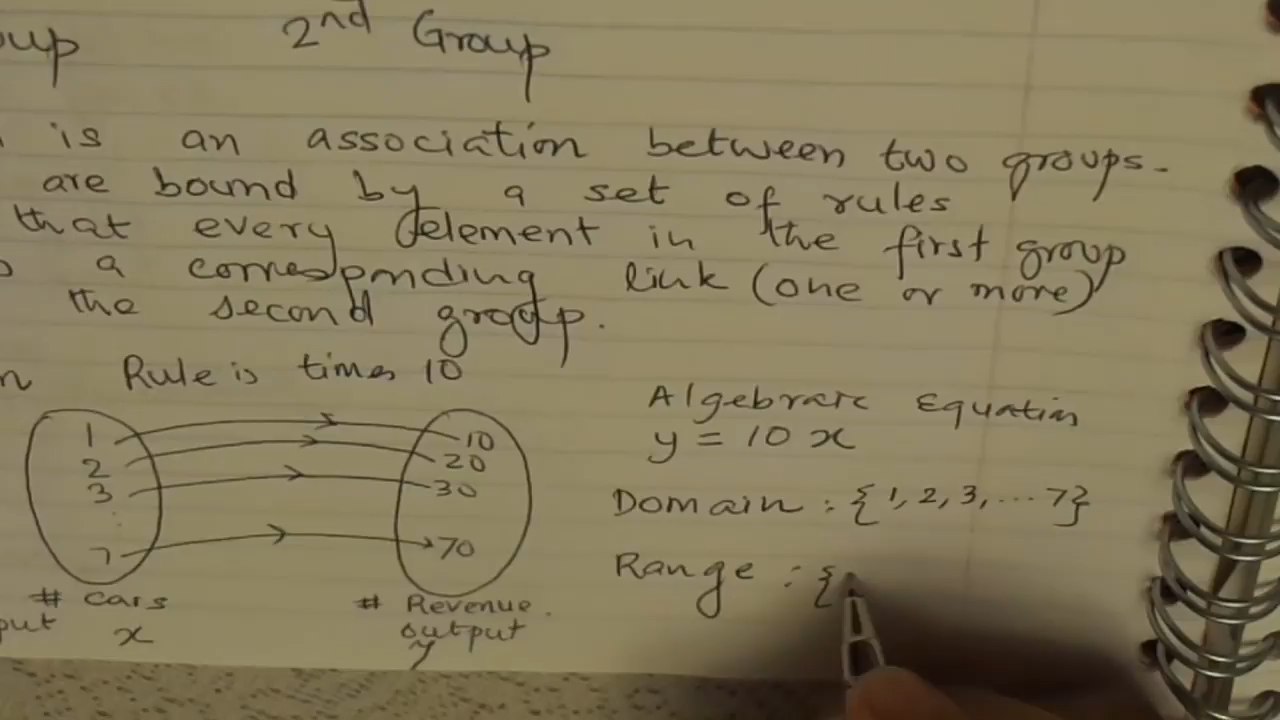 2nd Group
is an association between two groups.
are bound by a set of rules
that every element in the first group
a corresponding link (one or more)
the second group.
Rule is times 10
Algebraic Equation
y = 10 x
1 10
2 20
3 30
7 70
Domain : {1, 2, 3, ... 7}
Range : {
# cars # Revenue.
x output
y